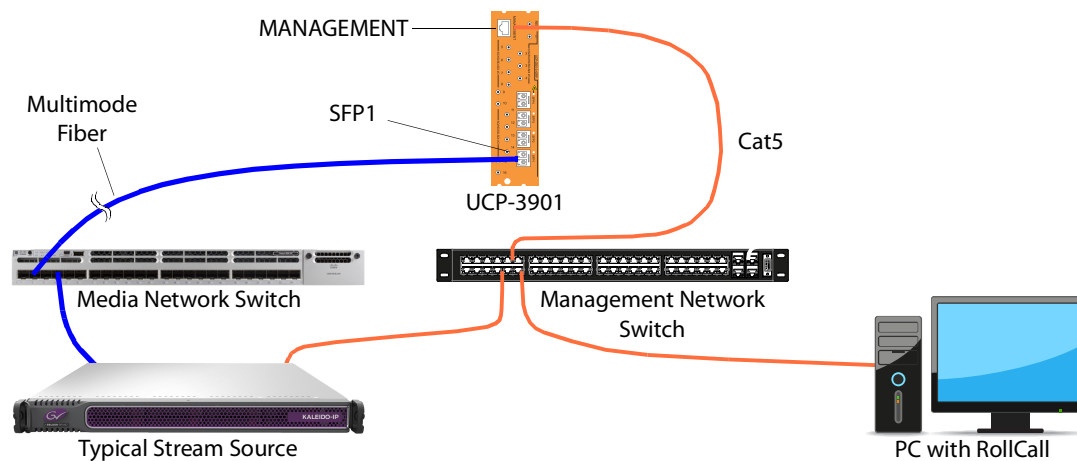 MANAGEMENT
Multimode
Fiber
SFP1
Cat5
UCP-3901
Media Network Switch
Management Network
Switch
KALEIDO-IP
Typical Stream Source
PC with RollCall